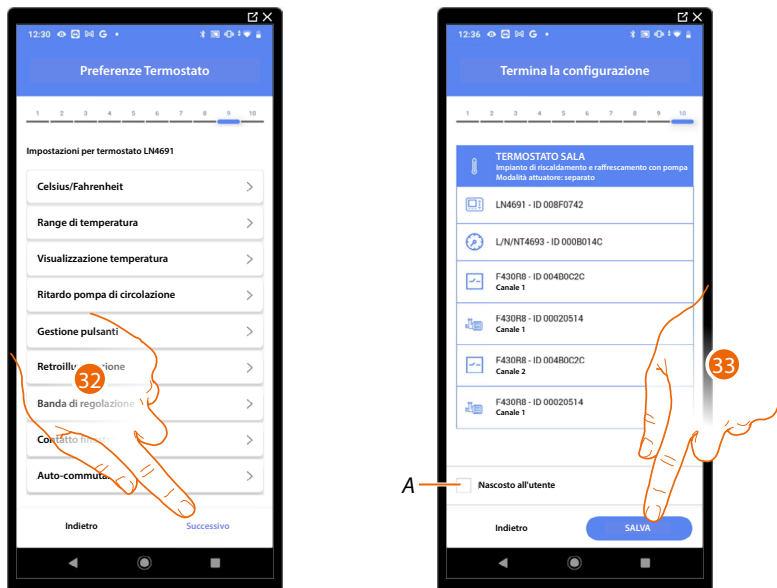 12:30 G
Preferenze Termostato
1 2 3 4 5 6 7 8 9 10
Impostazioni per termostato LN4691
Celsius/Fahrenheit
Range di temperatura
Visualizzazione temperatura
Ritardo pompa di circolazione
Gestione pulsanti
Retroillu zione
32
Banda di regolazione
Contatto fines
Auto-commuta
Indietro
Successivo
12:36 G
Termina la configurazione
1 2 3 4 5 6 7 8 9 10
TERMOSTATO SALA
Impianto di riscaldamento e raffrescamento con pompa
Modalità attuatore: separato
LN4691 - ID 008F0742
L/N/NT4693 - ID 000B014C
F430R8 - ID 004B0C2C
Canale 1
F430R8 - ID 00020514
Canale 1
F430R8 - ID 004B0C2C
Canale 2
33
F430R8 - ID 00020514
Canale 1
A
Nascosto all'utente
Indietro
SALVA